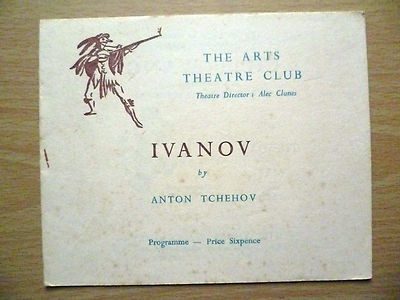 THE ARTS
THEATRE CLUB
Theatre Director: Alec Clunes
IVANOV
by
ANTON TCHEHOV
Programme — Price Sixpence